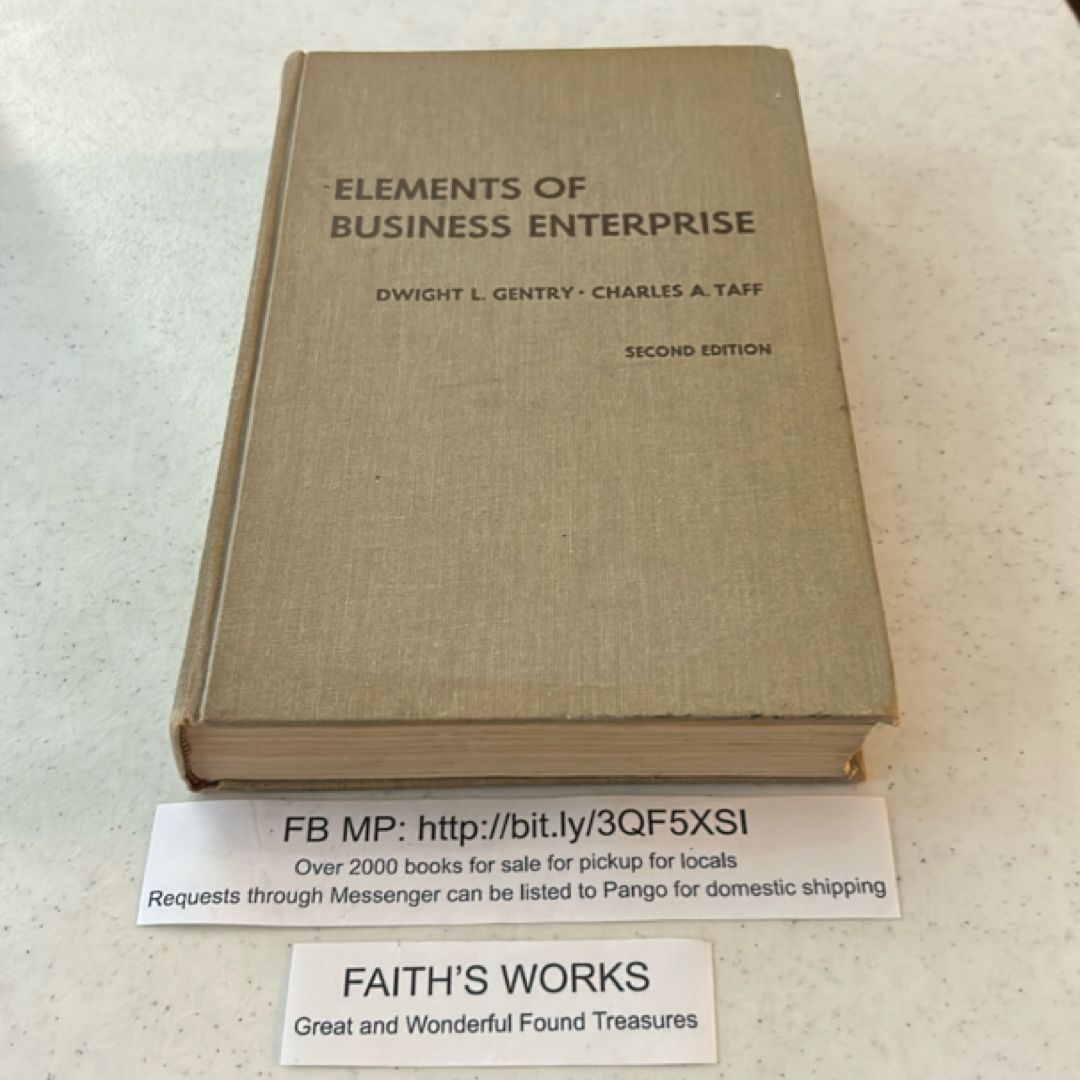 ELEMENTS OF
BUSINESS ENTERPRISE
DWIGHT L. GENTRY · CHARLES A. TAFF
SECOND EDITION
FB MP: http://bit.ly/3QF5XSI
Over 2000 books for sale for pickup for locals
Requests through Messenger can be listed to Pango for domestic shipping
FAITH'S WORKS
Great and Wonderful Found Treasures